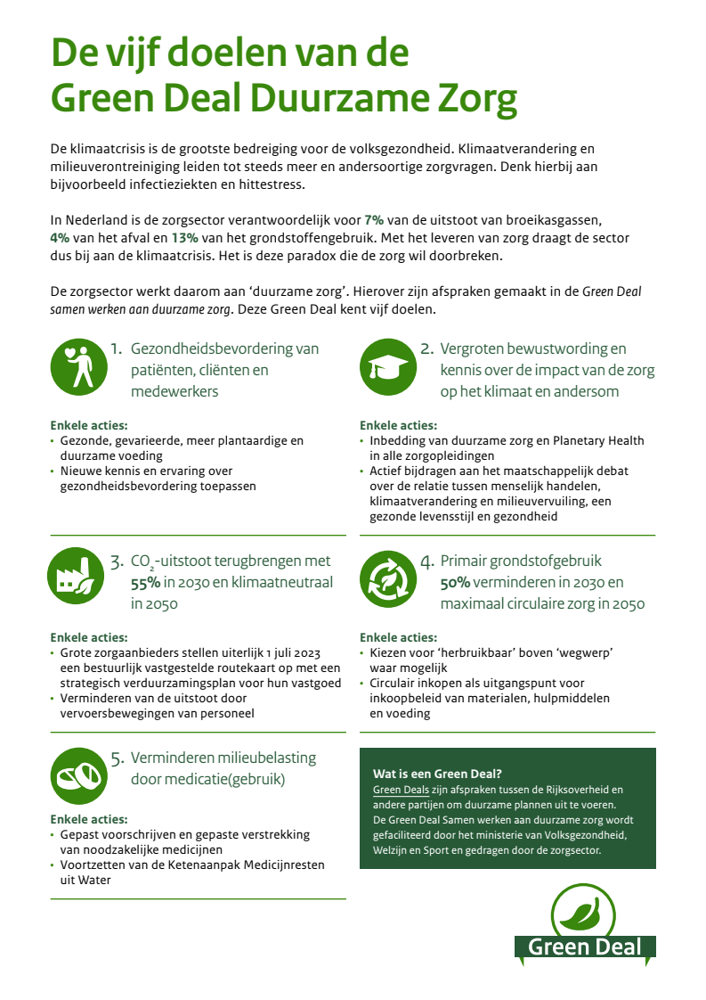 De vijf doelen van de
Green Deal Duurzame Zorg
De klimaatcrisis is de grootste bedreiging voor de volksgezondheid. Klimaatverandering en
milieuverontreiniging leiden tot steeds meer en andersoortige zorgvragen. Denk hierbij aan
bijvoorbeeld infectieziekten en hittestress.
In Nederland is de zorgsector verantwoordelijk voor 7% van de uitstoot van broeikasgassen,
4% van het afval en 13% van het grondstoffengebruik. Met het leveren van zorg draagt de sector
dus bij aan de klimaatcrisis. Het is deze paradox die de zorg wil doorbreken.
De zorgsector werkt daarom aan ‘duurzame zorg’. Hierover zijn afspraken gemaakt in de Green Deal
samen werken aan duurzame zorg. Deze Green Deal kent vijf doelen.
1. Gezondheidsbevordering van
patiënten, cliënten en
medewerkers
Enkele acties:
• Gezonde, gevarieerde, meer plantaardige en
duurzame voeding
• Nieuwe kennis en ervaring over
gezondheidsbevordering toepassen
2. Vergroten bewustwording en
kennis over de impact van de zorg
op het klimaat en andersom
Enkele acties:
• Inbedding van duurzame zorg en Planetary Health
in alle zorgopleidingen
• Actief bijdragen aan het maatschappelijk debat
over de relatie tussen menselijk handelen,
klimaatverandering en milieuvervuiling, een
gezonde levensstijl en gezondheid
3. CO₂-uitstoot terugbrengen met
55% in 2030 en klimaatneutraal
in 2050
Enkele acties:
• Grote zorgaanbieders stellen uiterlijk 1 juli 2023
een bestuurlijk vastgestelde routekaart op met een
strategisch verduurzamingsplan voor hun vastgoed
• Verminderen van de uitstoot door
vervoersbewegingen van personeel
4. Primair grondstofgebruik
50% verminderen in 2030 en
maximaal circulaire zorg in 2050
Enkele acties:
• Kiezen voor ‘herbruikbaar’ boven ‘wegwerp’
waar mogelijk
• Circulair inkopen als uitgangspunt voor
inkoopbeleid van materialen, hulpmiddelen
en voeding
5. Verminderen milieubelasting
door medicatie(gebruik)
Enkele acties:
• Gepast voorschrijven en gepaste verstrekking
van noodzakelijke medicijnen
• Voortzetten van de Ketenaanpak Medicijnresten
uit Water
Wat is een Green Deal?
Green Deals zijn afspraken tussen de Rijksoverheid en
andere partijen om duurzame plannen uit te voeren.
De Green Deal Samen werken aan duurzame zorg wordt
gefaciliteerd door het ministerie van Volksgezondheid,
Welzijn en Sport en gedragen door de zorgsector.
Green Deal